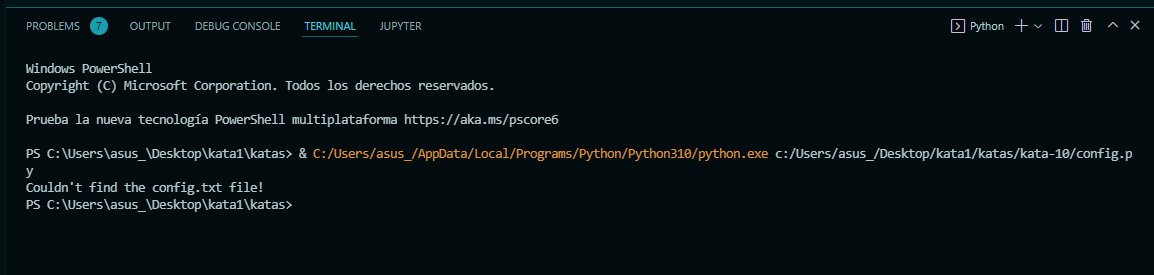 PROBLEMS 7 OUTPUT DEBUG CONSOLE TERMINAL JUPYTER Python
Windows PowerShell
Copyright (C) Microsoft Corporation. Todos los derechos reservados.
Prueba la nueva tecnología PowerShell multiplataforma https://aka.ms/pscore6
PS C:\Users\asus_\Desktop\kata1\katas> & C:/Users/asus_/AppData/Local/Programs/Python/Python310/python.exe c:/Users/asus_/Desktop/kata1/katas/kata-10/config.p
y
Couldn't find the config.txt file!
PS C:\Users\asus_\Desktop\kata1\katas>